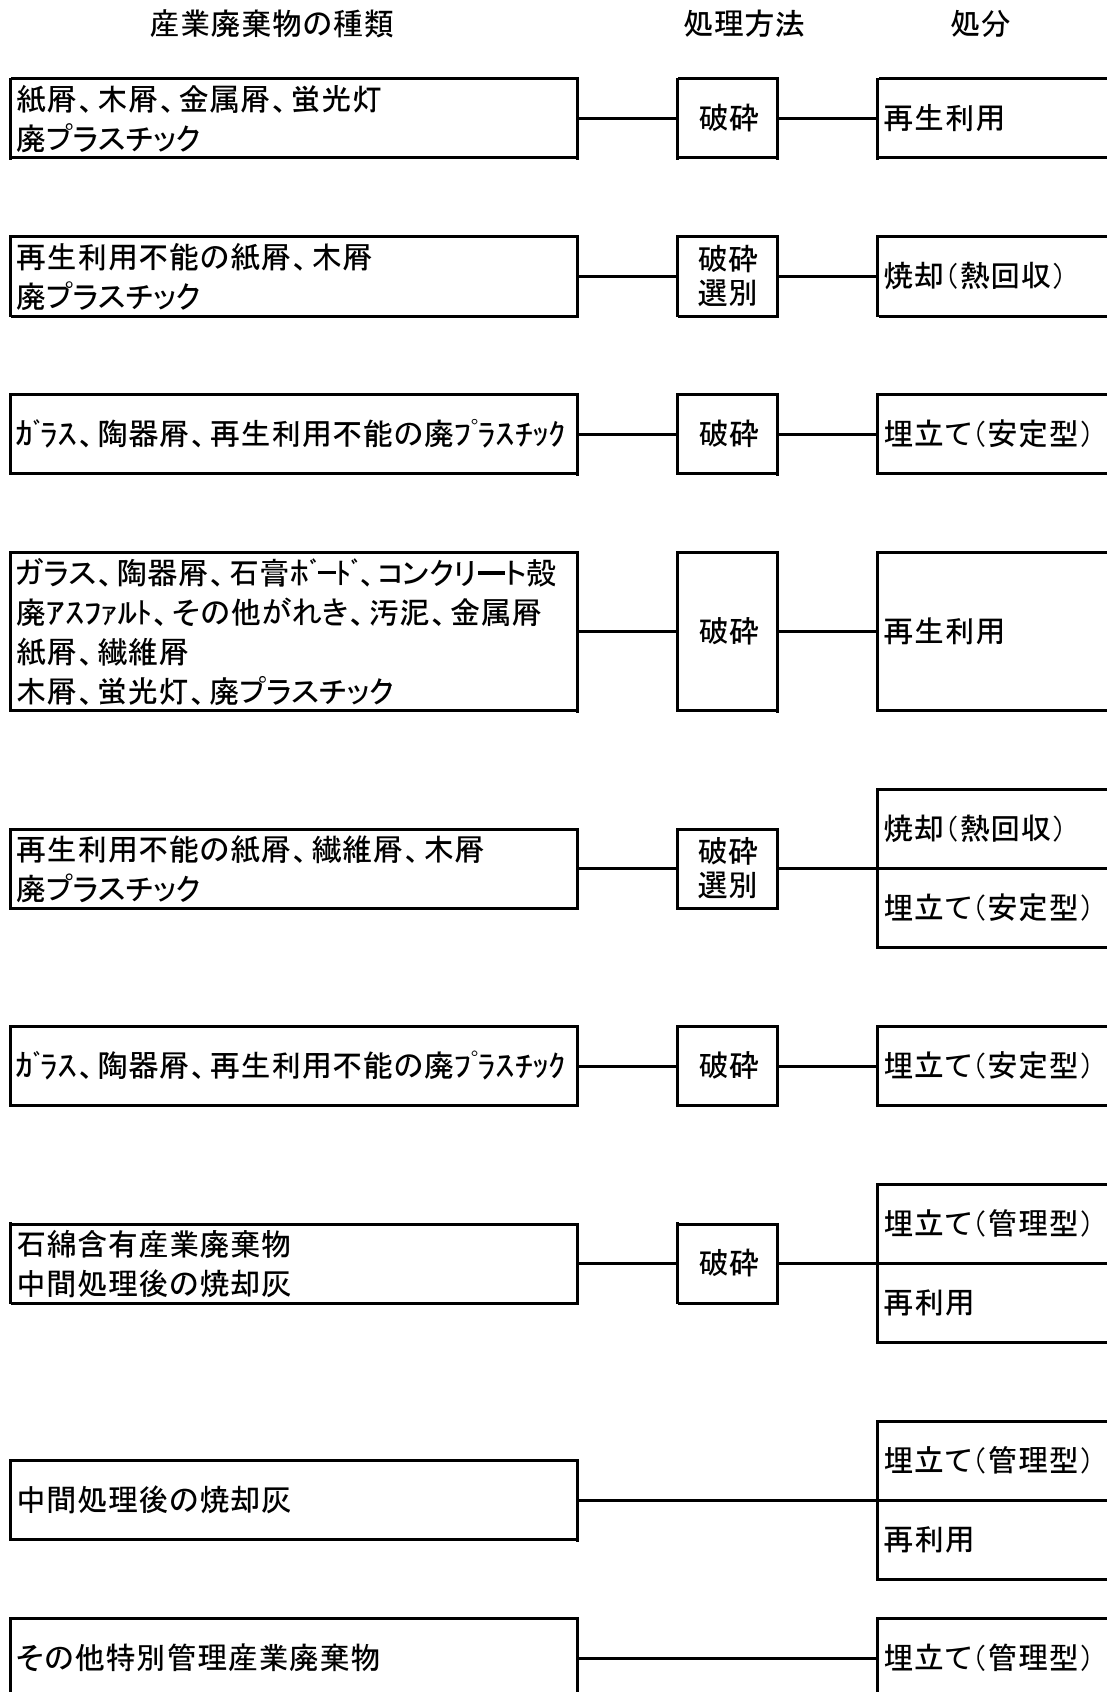 産業廃棄物の種類 処理方法 処分
紙屑、木屑、金属屑、蛍光灯
廃プラスチック
破砕
再生利用
再生利用不能の紙屑、木屑
廃プラスチック
破砕
選別
焼却(熱回収)
ｶﾞﾗｽ、陶器屑、再生利用不能の廃ﾌﾟﾗｽﾁｯｸ
破砕
埋立て(安定型)
ガラス、陶器屑、石膏ﾎﾞｰﾄﾞ、コンクリート殻
廃ｱｽﾌｧﾙﾄ、その他がれき、汚泥、金属屑
紙屑、繊維屑
木屑、蛍光灯、廃プラスチック
破砕
再生利用
再生利用不能の紙屑、繊維屑、木屑
廃プラスチック
破砕
選別
焼却(熱回収)
埋立て(安定型)
ｶﾞﾗｽ、陶器屑、再生利用不能の廃ﾌﾟﾗｽﾁｯｸ
破砕
埋立て(安定型)
石綿含有産業廃棄物
中間処理後の焼却灰
破砕
埋立て(管理型)
再利用
中間処理後の焼却灰
埋立て(管理型)
再利用
その他特別管理産業廃棄物
埋立て(管理型)